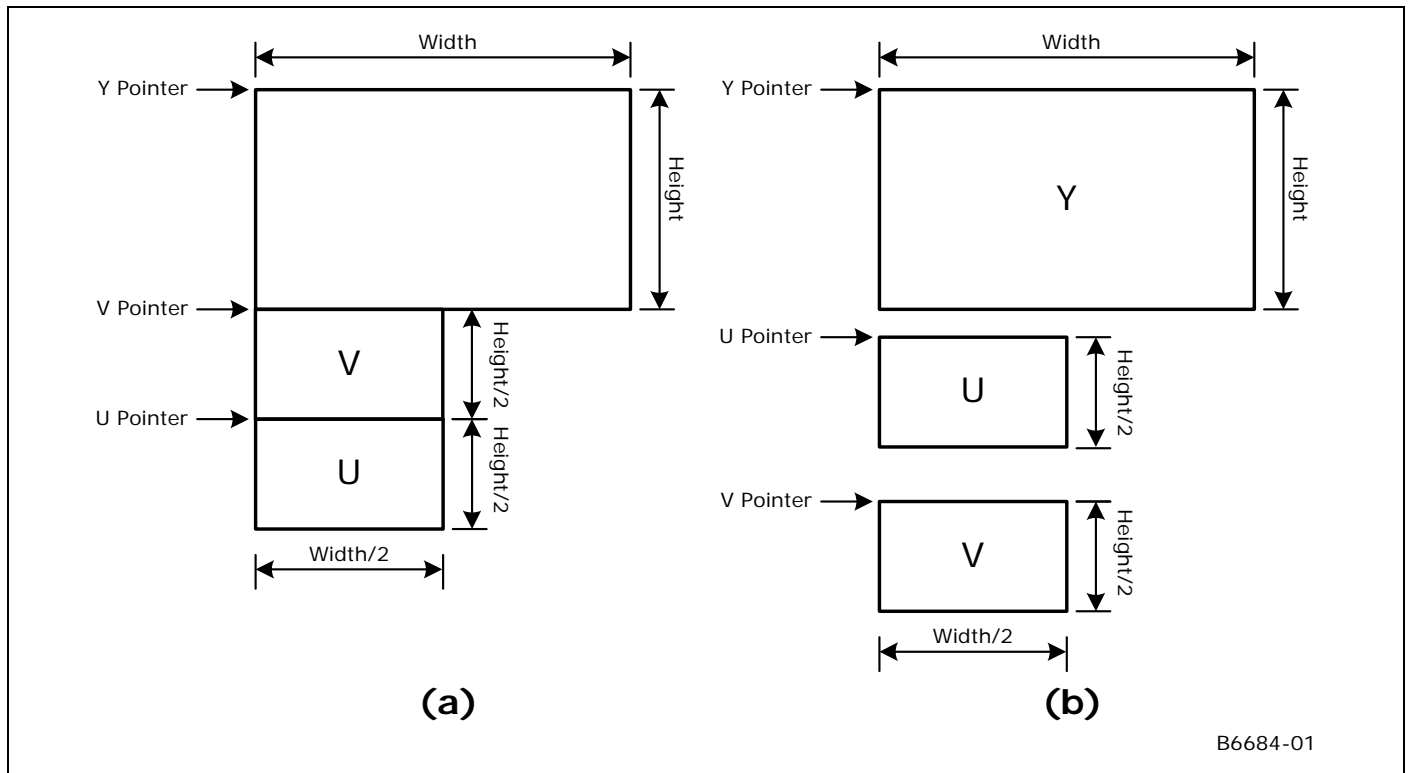 Width
Y Pointer
Height
V Pointer
V
Height/2
U Pointer
U
Height/2
Width/2
(a)
Width
Y Pointer
Y
Height
U Pointer
U
Height/2
V Pointer
V
Height/2
Width/2
(b)
B6684-01